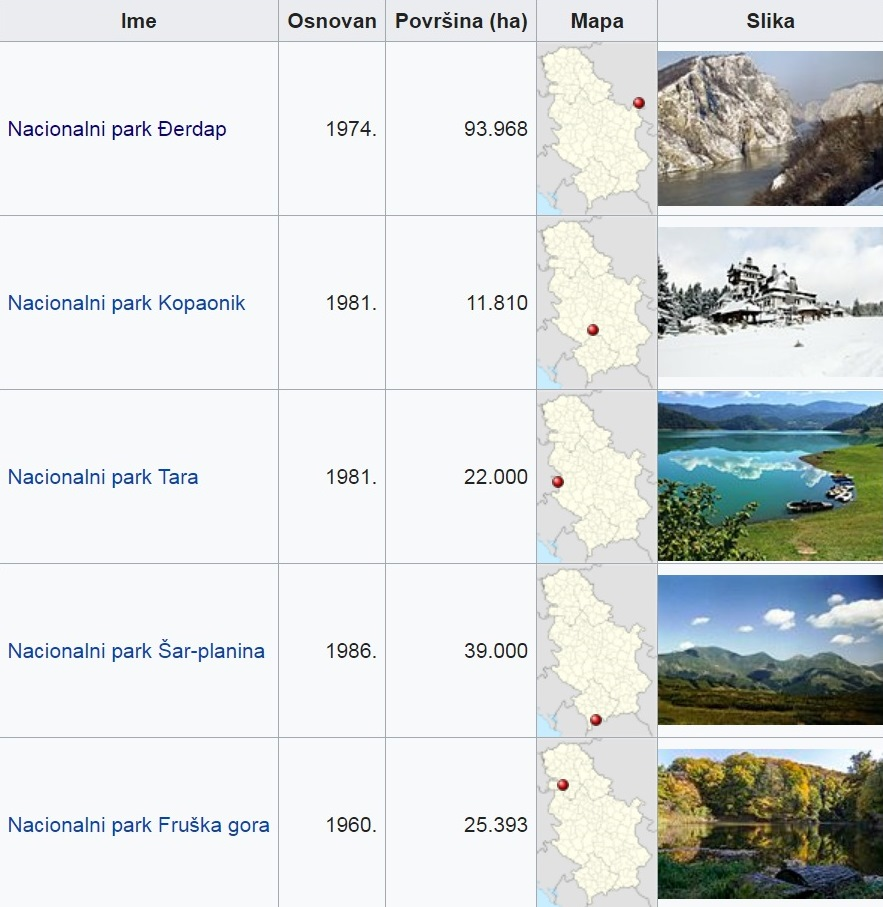 Ime Osnovan Površina (ha) Mapa Slika
Nacionalni park Đerdap 1974. 93.968
Nacionalni park Kopaonik 1981. 11.810
Nacionalni park Tara 1981. 22.000
Nacionalni park Šar-planina 1986. 39.000
Nacionalni park Fruška gora 1960. 25.393